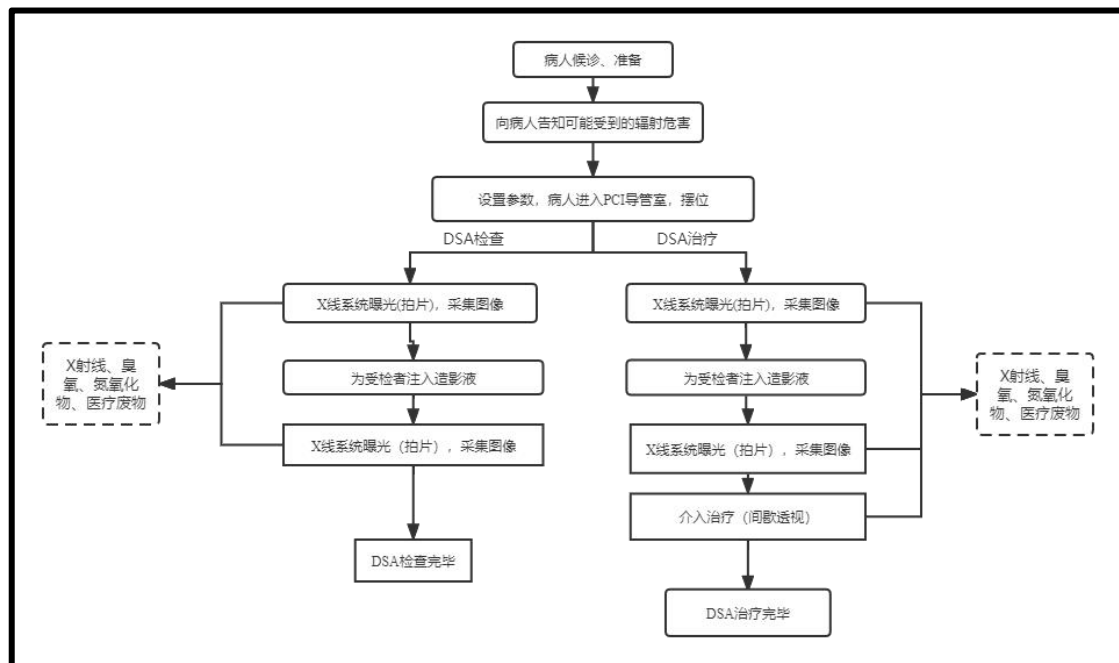 病人候诊、准备
向病人告知可能受到的辐射危害
设置参数，病人进入PCI导管室，摆位
DSA检查
DSA治疗
X线系统曝光(拍片)，采集图像
为受检者注入造影液
X线系统曝光（拍片），采集图像
DSA检查完毕
X射线、臭
氧、氮氧化
物、医疗废物
X线系统曝光(拍片)，采集图像
为受检者注入造影液
X线系统曝光（拍片），采集图像
介入治疗（间歇透视）
DSA治疗完毕
X射线、臭
氧、氮氧化
物、医疗废物